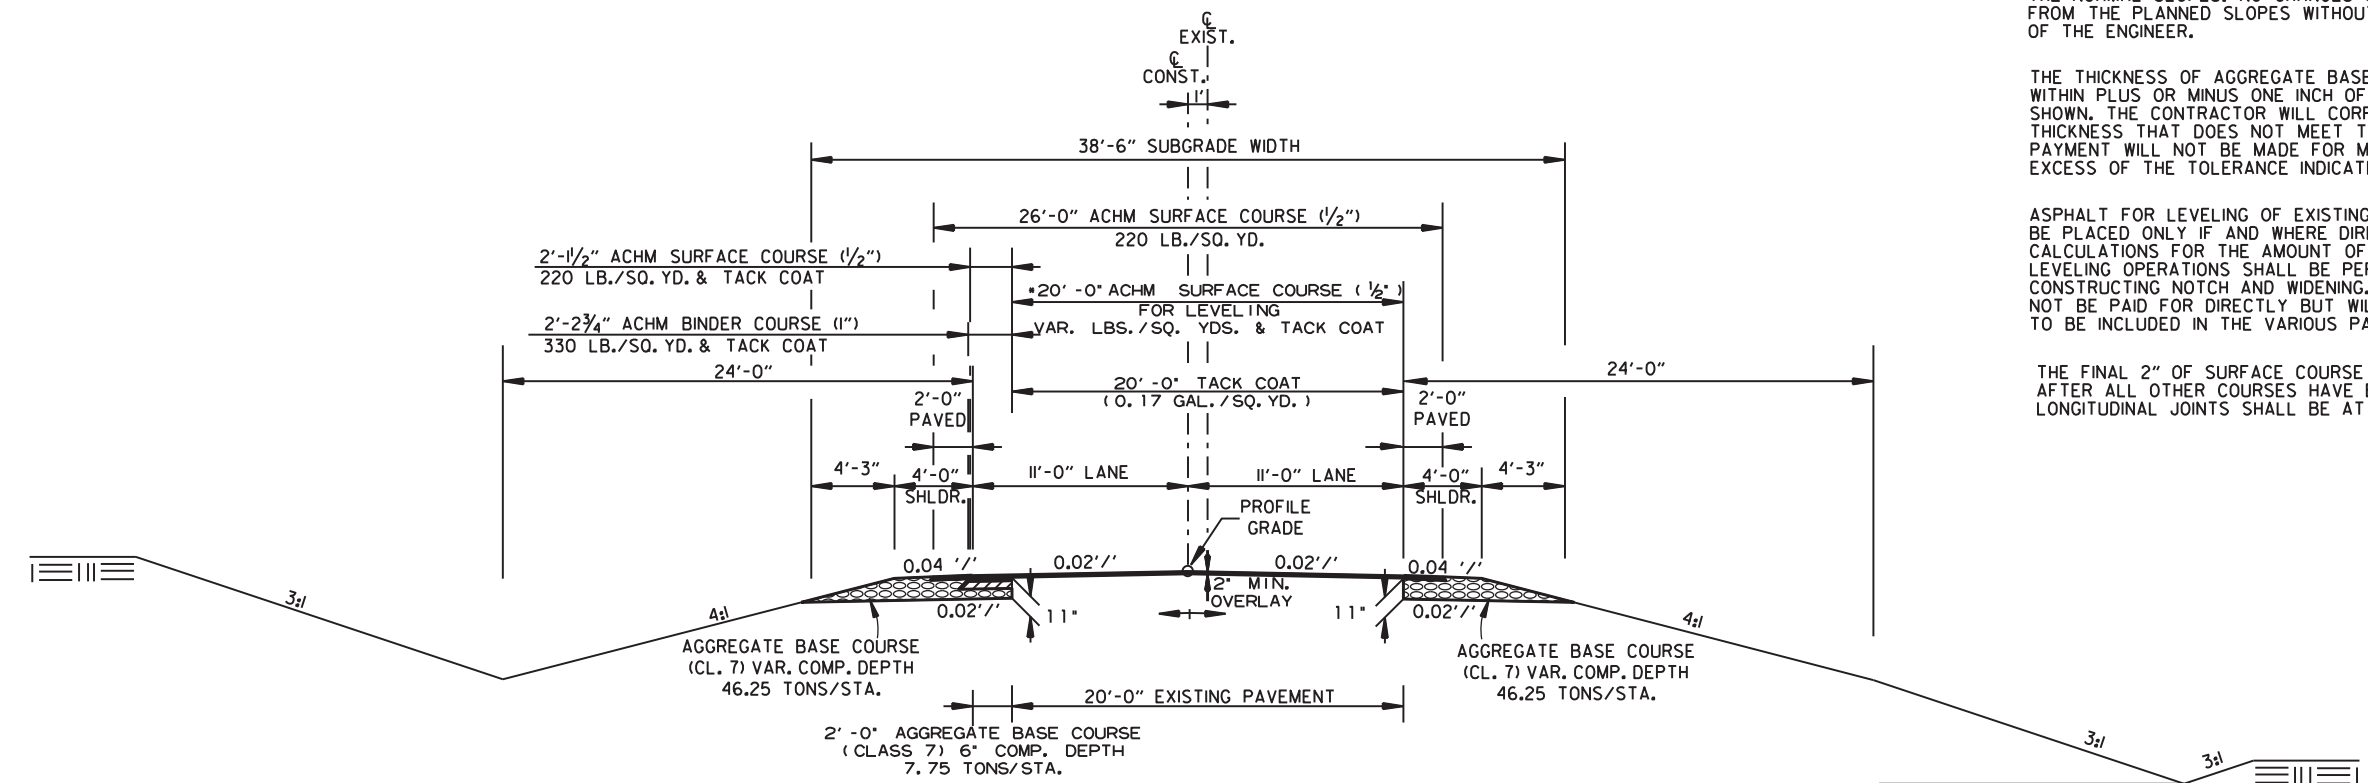 ℄
EXIST.
℄
CONST.
1'
38'-6" SUBGRADE WIDTH
26'-0" ACHM SURFACE COURSE (1/2")
220 LB./SQ. YD.
2'-1 1/2" ACHM SURFACE COURSE (1/2")
220 LB./SQ. YD. & TACK COAT
*20'-0" ACHM SURFACE COURSE (1/2")
FOR LEVELING
VAR. LBS./SQ. YDS. & TACK COAT
2'-2 3/4" ACHM BINDER COURSE (1")
330 LB./SQ. YD. & TACK COAT
24'-0"
20'-0" TACK COAT
(0.17 GAL./SQ. YD.)
24'-0"
2'-0"
PAVED
2'-0"
PAVED
4'-3"
4'-0"
SHLDR.
11'-0" LANE
11'-0" LANE
4'-0"
SHLDR.
4'-3"
PROFILE
GRADE
0.04 '/'
0.02'/'
0.02'/'
0.04 '/'
2" MIN.
OVERLAY
3:1
4:1
0.02'/'
11"
11"
0.02'/'
4:1
AGGREGATE BASE COURSE
(CL. 7) VAR. COMP. DEPTH
46.25 TONS/STA.
AGGREGATE BASE COURSE
(CL. 7) VAR. COMP. DEPTH
46.25 TONS/STA.
20'-0" EXISTING PAVEMENT
2'-0" AGGREGATE BASE COURSE
(CLASS 7) 6" COMP. DEPTH
7.75 TONS/STA.
3:1
3:1
FROM THE PLANNED SLOPES WITHOUT
OF THE ENGINEER.
THE THICKNESS OF AGGREGATE BASE
WITHIN PLUS OR MINUS ONE INCH OF
SHOWN. THE CONTRACTOR WILL
THICKNESS THAT DOES NOT MEET
PAYMENT WILL NOT BE MADE FOR
EXCESS OF THE TOLERANCE
ASPHALT FOR LEVELING OF EXISTING
BE PLACED ONLY IF AND WHERE
CALCULATIONS FOR THE AMOUNT OF
LEVELING OPERATIONS SHALL BE
CONSTRUCTING NOTCH AND WIDENING.
NOT BE PAID FOR DIRECTLY BUT
TO BE INCLUDED IN THE VARIOUS
THE FINAL 2" OF SURFACE COURSE
AFTER ALL OTHER COURSES HAVE
LONGITUDINAL JOINTS SHALL BE AT